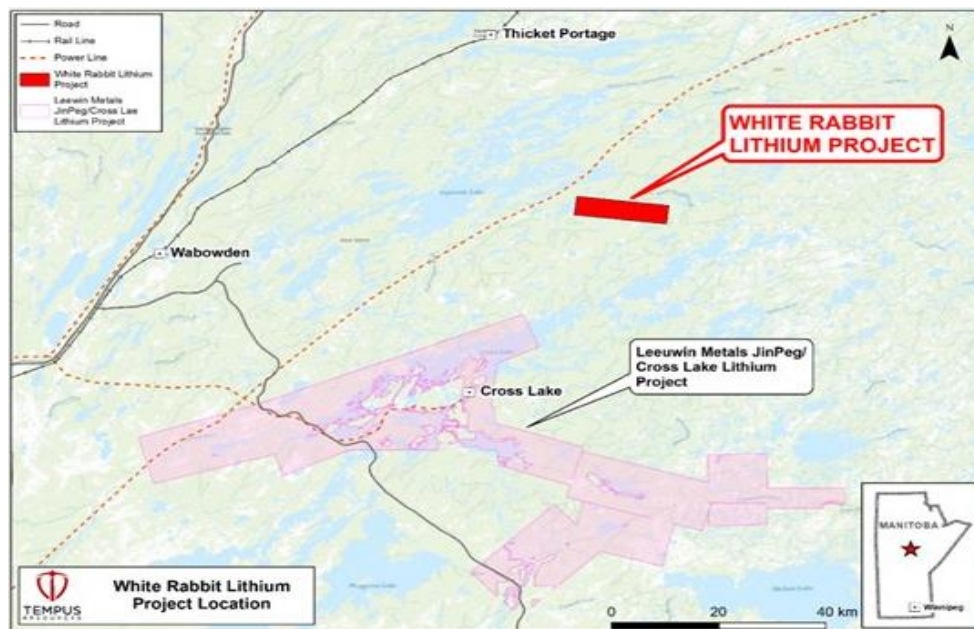 Road
Rail Line
Power Line
White Rabbit Lithium
Project
Leewin Metals
JinPeg/Cross Lae
Lithium Project
Thicket Portage
N
WHITE RABBIT
LITHIUM PROJECT
Wabowden
Leeuwin Metals JinPeg/
Cross Lake Lithium
Project
Cross Lake
MANITOBA
Winnipeg
TEMPUS
RESOURCES
White Rabbit Lithium
Project Location
0 20 40 km